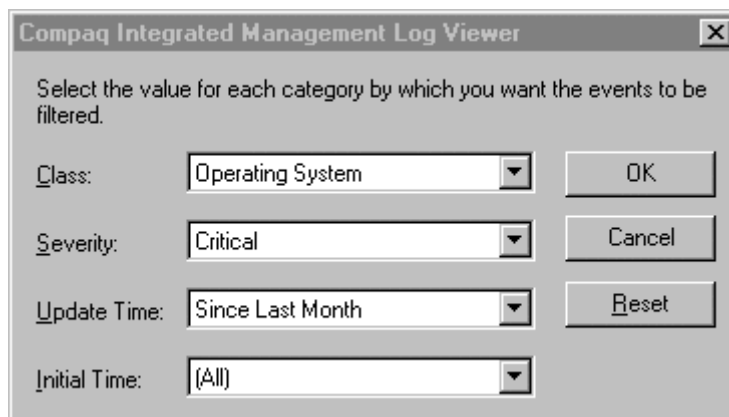 Compaq Integrated Management Log Viewer
Select the value for each category by which you want the events to be
filtered.
Class: Operating System OK
Severity: Critical Cancel
Update Time: Since Last Month Reset
Initial Time: (All)